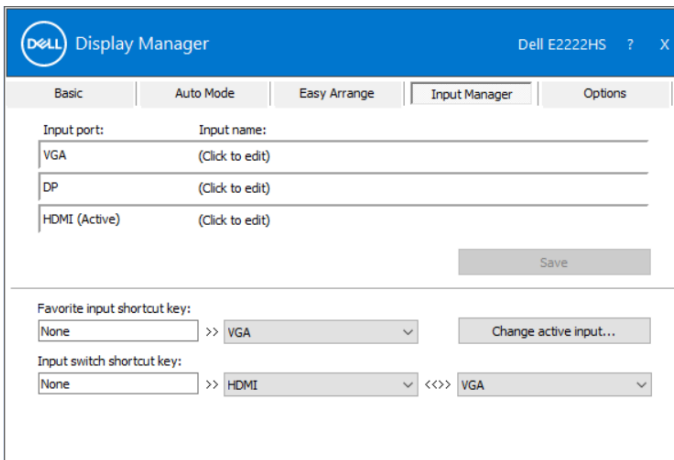 DELL Display Manager Dell E2222HS ? X
Basic Auto Mode Easy Arrange Input Manager Options
Input port: Input name:
VGA (Click to edit)
DP (Click to edit)
HDMI (Active) (Click to edit)
Save
Favorite input shortcut key:
None >> VGA Change active input...
Input switch shortcut key:
None >> HDMI <<>> VGA